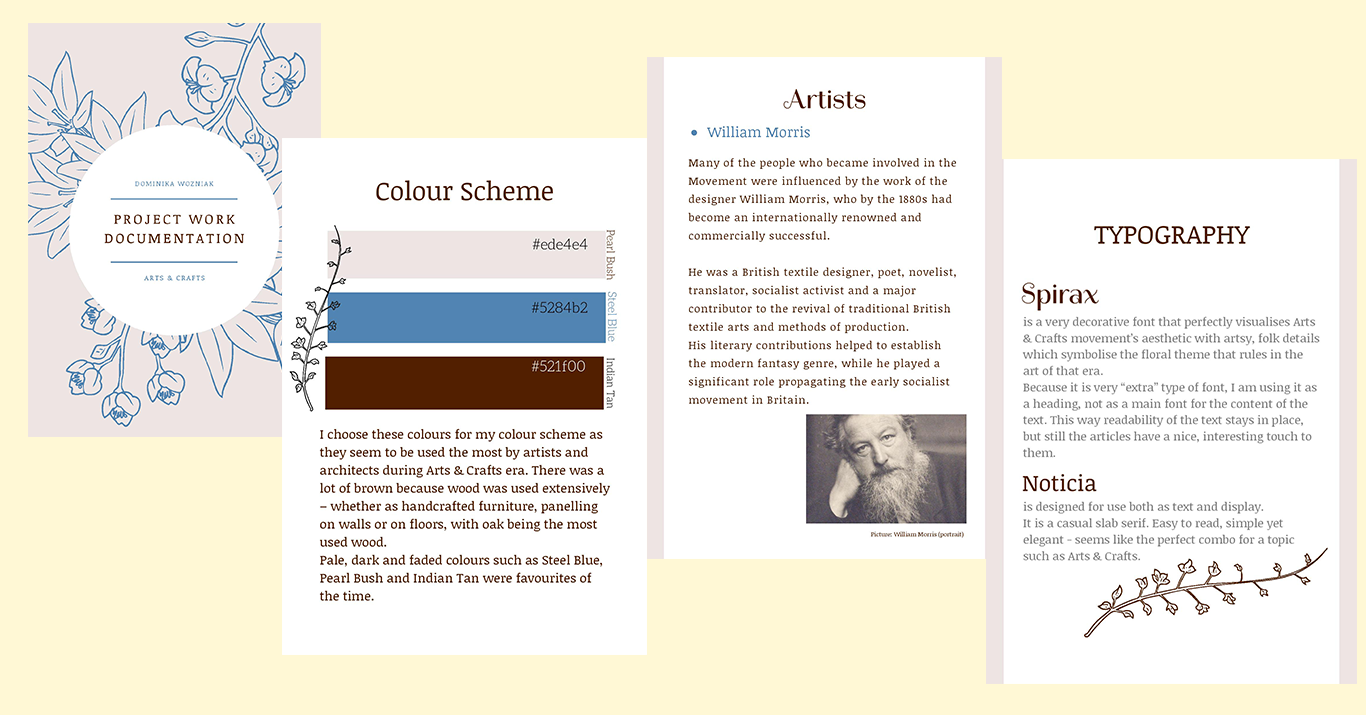 DOMINIKA WOZNIAK
PROJECT WORK
DOCUMENTATION
ARTS & CRAFTS
Colour Scheme
#ede4e4
Pearl Bush
#5284b2
Steel Blue
#521f00
Indian Tan
I choose these colours for my colour scheme as
they seem to be used the most by artists and
architects during Arts & Crafts era. There was a
lot of brown because wood was used extensively
– whether as handcrafted furniture, panelling
on walls or on floors, with oak being the most
used wood.
Pale, dark and faded colours such as Steel Blue,
Pearl Bush and Indian Tan were favourites of
the time.
Artists
• William Morris
Many of the people who became involved in the
Movement were influenced by the work of the
designer William Morris, who by the 1880s had
become an internationally renowned and
commercially successful.
He was a British textile designer, poet, novelist,
translator, socialist activist and a major
contributor to the revival of traditional British
textile arts and methods of production.
His literary contributions helped to establish
the modern fantasy genre, while he played a
significant role propagating the early socialist
movement in Britain.
Picture: William Morris (portrait)
TYPOGRAPHY
Spirax
is a very decorative font that perfectly visualises Arts
& Crafts movement's aesthetic with artsy, folk details
which symbolise the floral theme that rules in the
art of that era.
Because it is very “extra” type of font, I am using it as
a heading, not as a main font for the content of the
text. This way readability of the text stays in place,
but still the articles have a nice, interesting touch to
them.
Noticia
is designed for use both as text and display.
It is a casual slab serif. Easy to read, simple yet
elegant - seems like the perfect combo for a topic
such as Arts & Crafts.